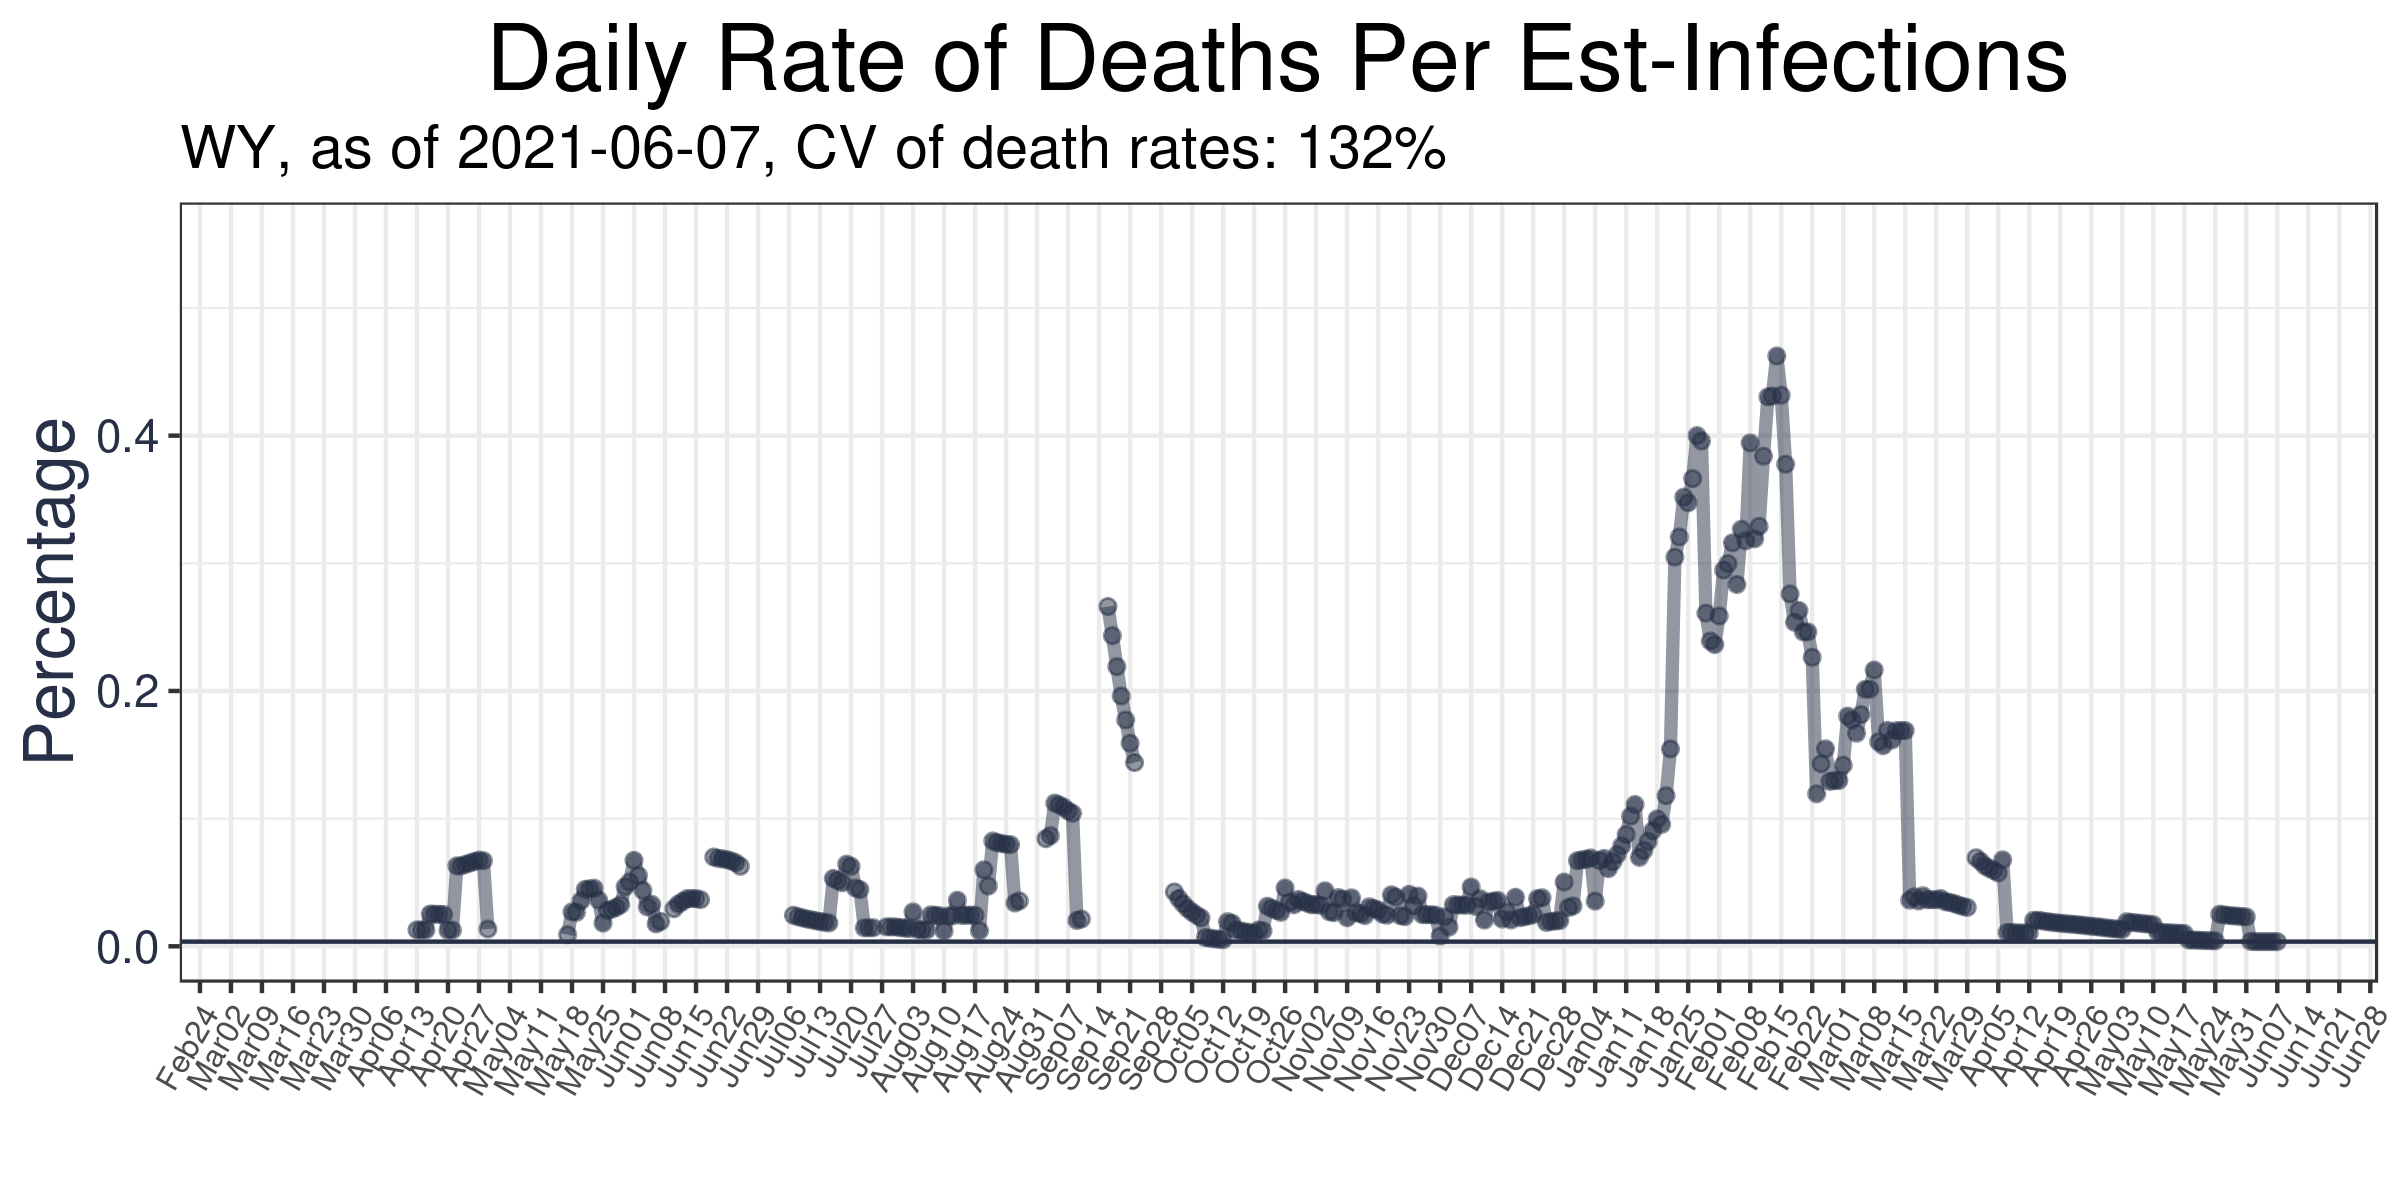 Daily Rate of Deaths Per Est-Infections
WY, as of 2021-06-07, CV of death rates: 132%
Percentage
0.4
0.2
0.0
Feb24
Mar02
Mar09
Mar16
Mar23
Mar30
Apr06
Apr13
Apr20
Apr27
May04
May11
May18
May25
Jun01
Jun08
Jun15
Jun22
Jun29
Jul06
Jul13
Jul20
Jul27
Aug03
Aug10
Aug17
Aug24
Aug31
Sep07
Sep14
Sep21
Sep28
Oct05
Oct12
Oct19
Oct26
Nov02
Nov09
Nov16
Nov23
Nov30
Dec07
Dec14
Dec21
Dec28
Jan04
Jan11
Jan18
Jan25
Feb01
Feb08
Feb15
Feb22
Mar01
Mar08
Mar15
Mar22
Mar29
Apr05
Apr12
Apr19
Apr26
May03
May10
May17
May24
May31
Jun07
Jun14
Jun21
Jun28